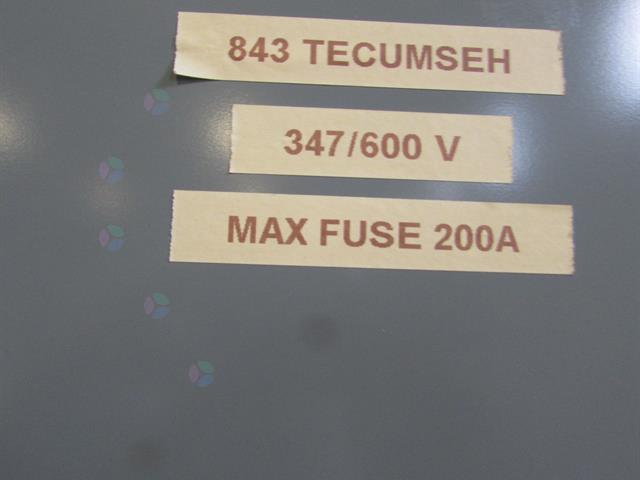 843 TECUMSEH
347/600 V
MAX FUSE 200A